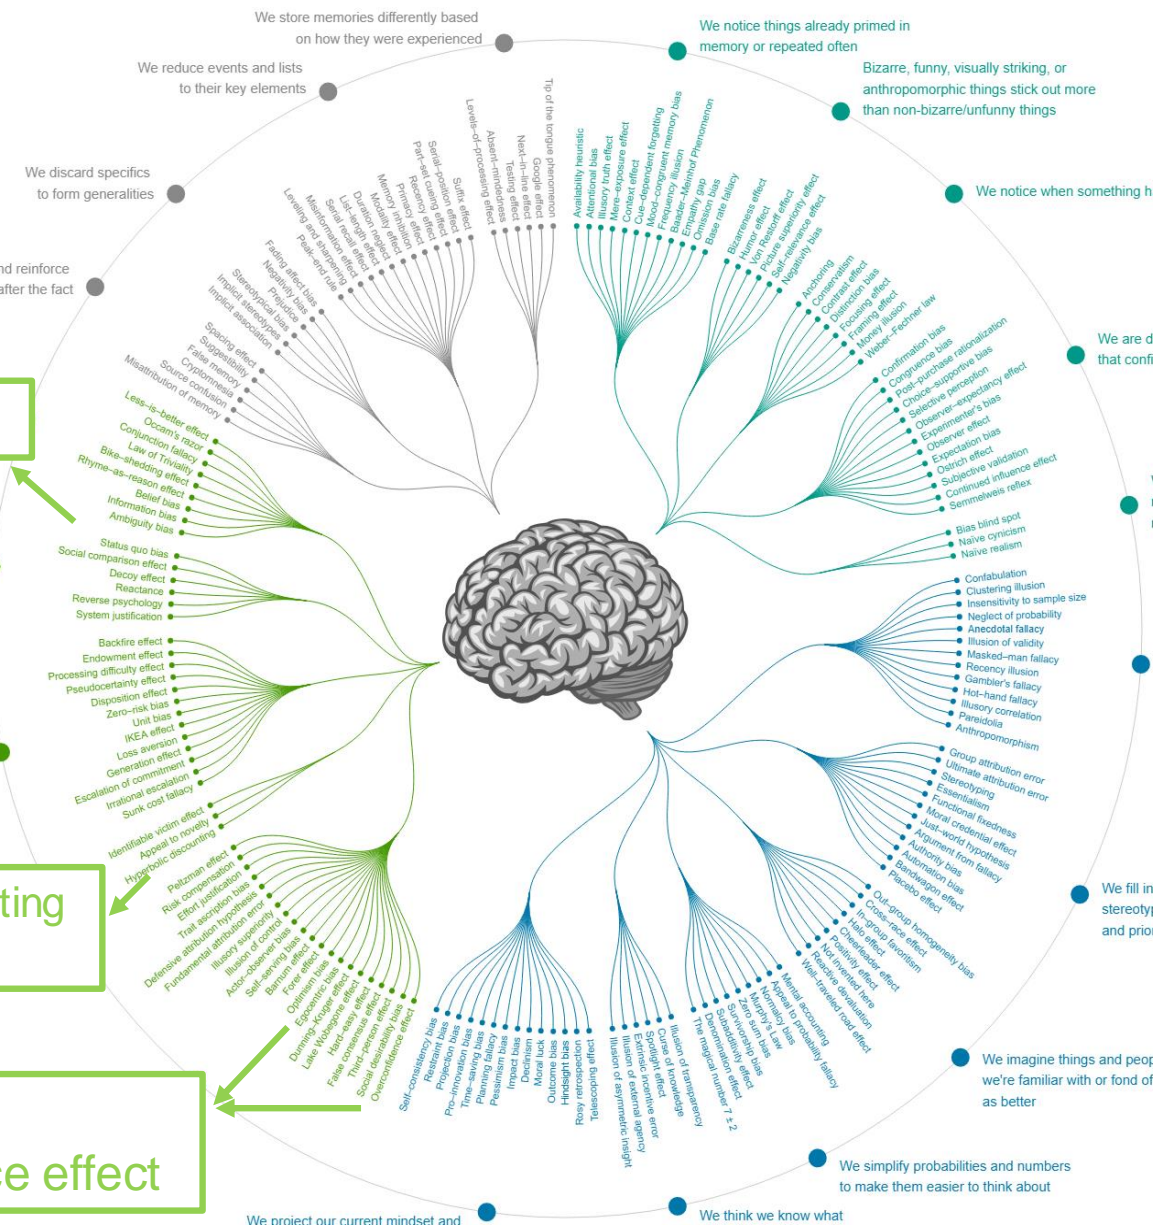 We store memories differently based
on how they were experienced
We reduce events and lists
to their key elements
We discard specifics
to form generalities
nd reinforce
after the fact
We notice things already primed in
memory or repeated often
Bizarre, funny, visually striking, or
anthropomorphic things stick out more
than non-bizarre/unfunny things
We notice when something h
We are d
that confi
Tip of the tongue phenomenon
Google effect
Next–in–line effect
Testing effect
Absent–mindedness
Levels–of–processing effect
Suffix effect
Serial–position effect
Part–set cueing effect
Recency effect
Primacy effect
Memory inhibition
Modality effect
Duration neglect
List–length effect
Serial recall effect
Misinformation effect
Leveling and sharpening
Peak–end rule
Fading affect bias
Negativity bias
Prejudice
Stereotypical bias
Implicit stereotypes
Implicit association
Spacing effect
Suggestibility
False memory
Cryptomnesia
Source confusion
Misattribution of memory
Availability heuristic
Attentional bias
Illusory truth effect
Mere–exposure effect
Context effect
Cue–dependent forgetting
Mood–congruent memory bias
Frequency illusion
Baader–Meinhof Phenomenon
Empathy gap
Omission bias
Base rate fallacy
Bizarreness effect
Humor effect
Von Restorff effect
Picture superiority effect
Self–relevance effect
Negativity bias
Anchoring
Conservatism
Contrast effect
Distinction bias
Focusing effect
Framing effect
Money illusion
Weber–Fechner law
Confirmation bias
Congruence bias
Post–purchase rationalization
Choice–supportive bias
Selective perception
Observer–expectancy effect
Experimenter's bias
Observer effect
Expectation bias
Ostrich effect
Subjective validation
Continued influence effect
Semmelweis reflex
Bias blind spot
Naïve cynicism
Naïve realism
Confabulation
Clustering illusion
Insensitivity to sample size
Neglect of probability
Anecdotal fallacy
Illusion of validity
Masked–man fallacy
Recency illusion
Gambler's fallacy
Hot–hand fallacy
Illusory correlation
Pareidolia
Anthropomorphism
Group attribution error
Ultimate attribution error
Stereotyping
Essentialism
Functional fixedness
Moral credential effect
Just–world hypothesis
Argument from fallacy
Authority bias
Automation bias
Bandwagon effect
Placebo effect
Out–group homogeneity bias
Cross–race effect
In–group favoritism
Halo effect
Cheerleader effect
Positivity effect
Not invented here
Reactive devaluation
Well–traveled road effect
Mental accounting
Appeal to probability fallacy
Normalcy bias
Murphy's Law
Zero sum bias
Survivorship bias
Subadditivity effect
Denomination effect
The magical number 7 ± 2
Illusion of transparency
Curse of knowledge
Spotlight effect
Extrinsic incentive error
Illusion of external agency
Illusion of asymmetric insight
Telescoping effect
Rosy retrospection
Hindsight bias
Outcome bias
Moral luck
Declinism
Impact bias
Pessimism bias
Planning fallacy
Time–saving bias
Pro–innovation bias
Projection bias
Restraint bias
Self–consistency bias
Less–is–better effect
Occam's razor
Conjunction fallacy
Law of Triviality
Bike–shedding effect
Rhyme–as–reason effect
Belief bias
Information bias
Ambiguity bias
Status quo bias
Social comparison effect
Decoy effect
Reactance
Reverse psychology
System justification
Backfire effect
Endowment effect
Processing difficulty effect
Pseudocertainty effect
Disposition effect
Zero–risk bias
Unit bias
IKEA effect
Loss aversion
Generation effect
Escalation of commitment
Irrational escalation
Sunk cost fallacy
Identifiable victim effect
Appeal to novelty
Hyperbolic discounting
Peltzman effect
Risk compensation
Effort justification
Trait ascription bias
Defensive attribution hypothesis
Fundamental attribution error
Illusory superiority
Illusion of control
Actor–observer bias
Self–serving bias
Barnum effect
Forer effect
Optimism bias
Egocentric bias
Dunning–Kruger effect
Lake Wobegone effect
Hard–easy effect
False consensus effect
Third–person effect
Social desirability bias
Overconfidence effect
ting
ce effect
We fill in
stereotyp
and prior
We imagine things and peop
we're familiar with or fond of
as better
We simplify probabilities and numbers
to make them easier to think about
We think we know what
We project our current mindset and